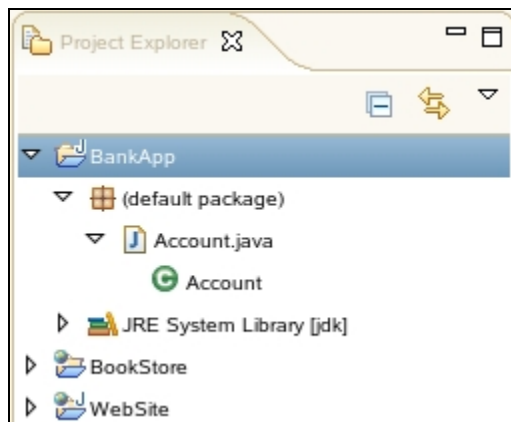 Project Explorer
BankApp
(default package)
Account.java
Account
JRE System Library [jdk]
BookStore
WebSite